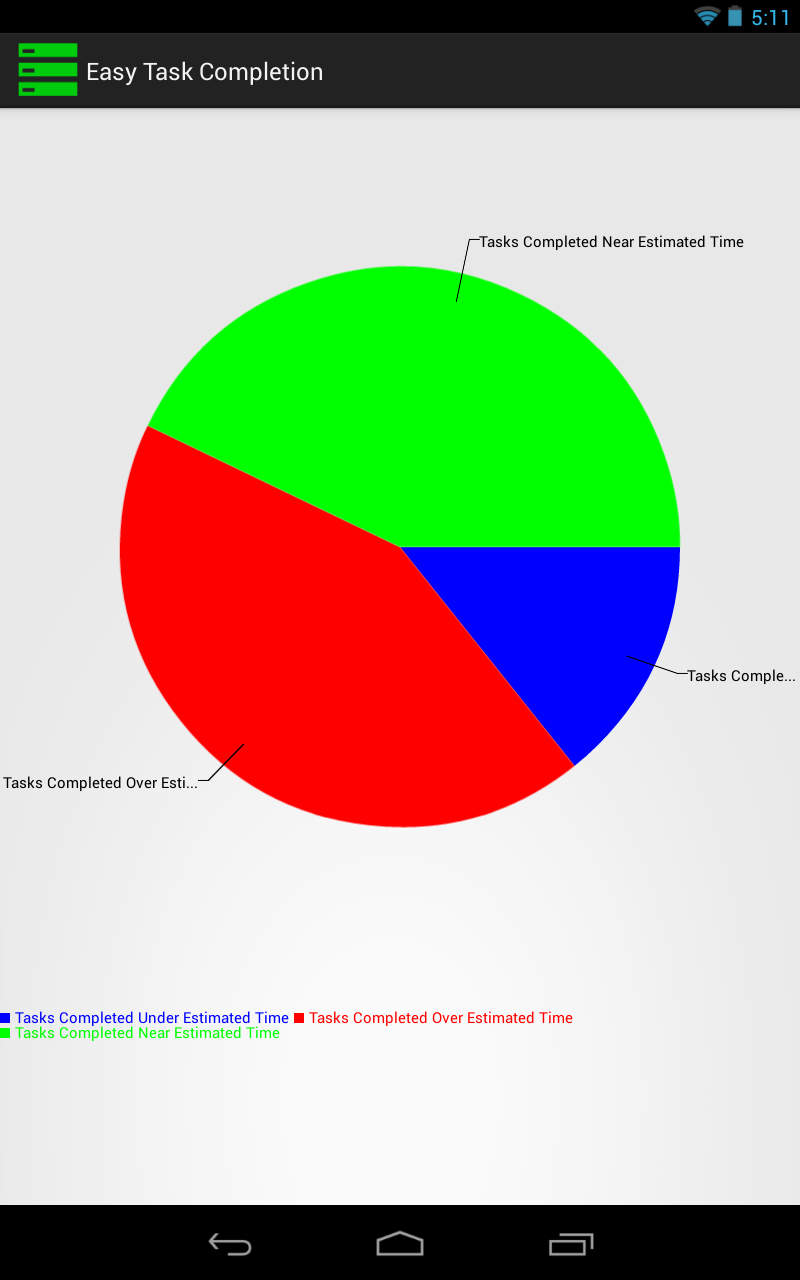 5:11
Easy Task Completion
Tasks Completed Near Estimated Time
Tasks Comple...
Tasks Completed Over Esti...
Tasks Completed Under Estimated Time Tasks Completed Over Estimated Time
Tasks Completed Near Estimated Time